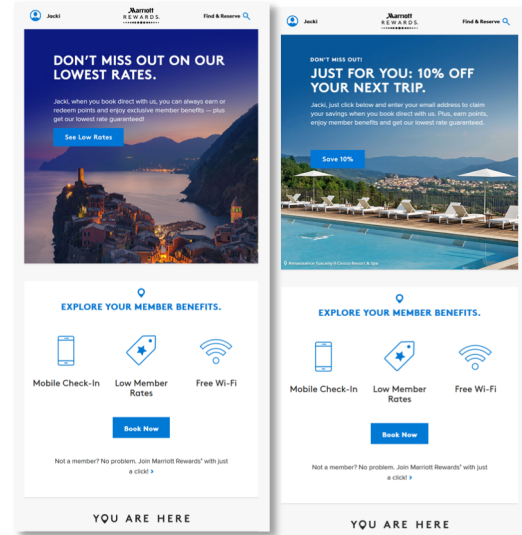 Jacki
Marriott
REWARDS.
Find & Reserve
DON'T MISS OUT ON OUR
LOWEST RATES.
Jacki, when you book direct with us, you can always earn or
redeem points and enjoy exclusive member benefits — plus
get our lowest rate guaranteed!
See Low Rates
EXPLORE YOUR MEMBER BENEFITS.
Mobile Check-In
Low Member
Rates
Free Wi-Fi
Book Now
Not a member? No problem. Join Marriott Rewards® with just
a click! >
YOU ARE HERE
Jacki
Marriott
REWARDS.
Find & Reserve
DON'T MISS OUT!
JUST FOR YOU: 10% OFF
YOUR NEXT TRIP.
Jacki, just click below and enter your email address to claim
your savings when you book direct with us. Plus, earn points,
enjoy member benefits and get our lowest rate guaranteed.
Save 10%
Renaissance Tuscany Il Ciocco Resort & Spa
EXPLORE YOUR MEMBER BENEFITS.
Mobile Check-In
Low Member
Rates
Free Wi-Fi
Book Now
Not a member? No problem. Join Marriott Rewards® with just
a click! >
YOU ARE HERE